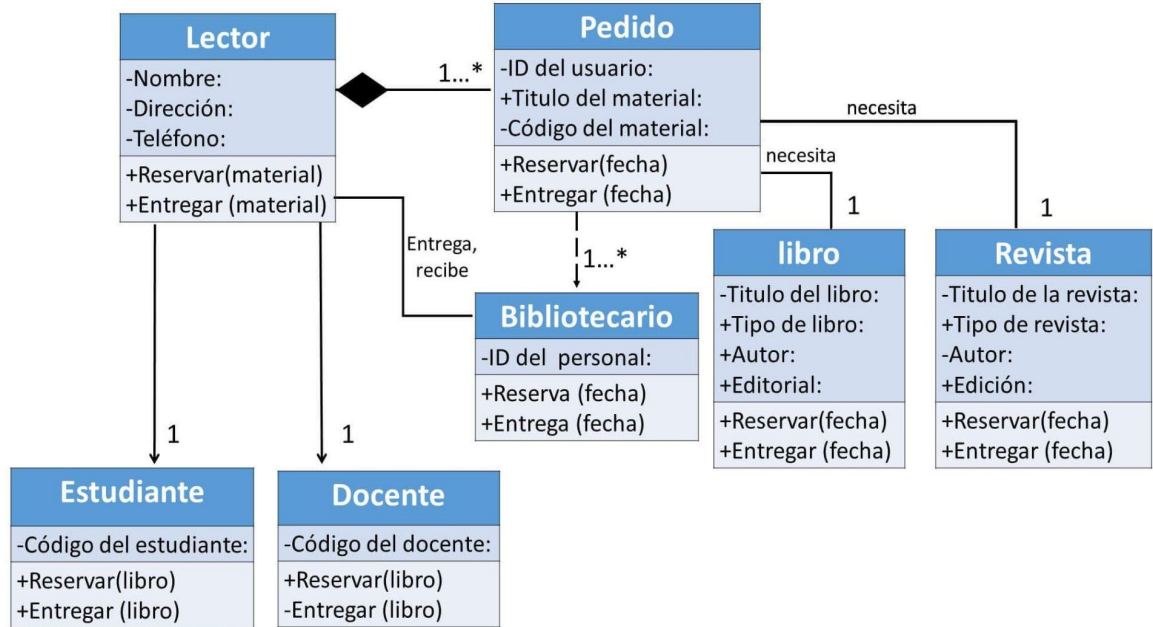 Lector
-Nombre:
-Dirección:
-Teléfono:
+Reservar(material)
+Entregar (material)
1...*
Pedido
-ID del usuario:
+Titulo del material:
-Código del material:
+Reservar(fecha)
+Entregar (fecha)
necesita
necesita
1
1
Entrega,
recibe
1...*
Bibliotecario
-ID del  personal:
+Reserva (fecha)
+Entrega (fecha)
libro
-Titulo del libro:
+Tipo de libro:
+Autor:
+Editorial:
+Reservar(fecha)
+Entregar (fecha)
Revista
-Titulo de la revista:
+Tipo de revista:
-Autor:
+Edición:
+Reservar(fecha)
+Entregar (fecha)
1
1
Estudiante
-Código del estudiante:
+Reservar(libro)
+Entregar (libro)
Docente
-Código del docente:
+Reservar(libro)
-Entregar (libro)